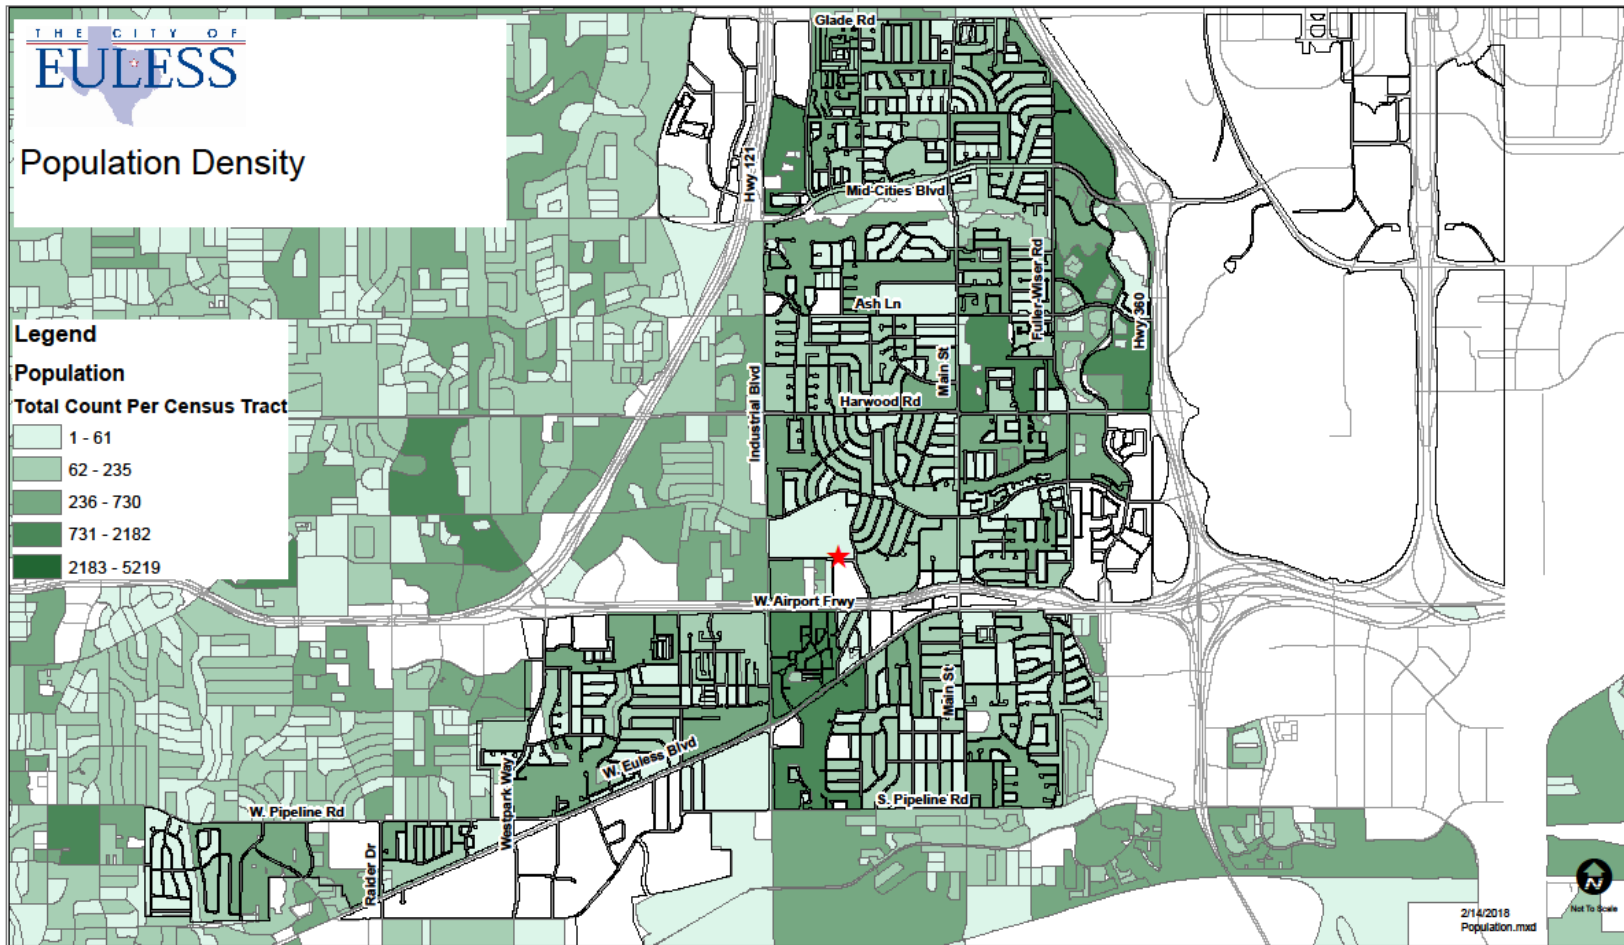 THE CITY OF
EULESS
Population Density
Legend
Population
Total Count Per Census Tract
1 - 61
62 - 235
236 - 730
731 - 2182
2183 - 5219
Glade Rd
Hwy 121
Mid-Cities Blvd
Fuller-Wiser Rd
Ash Ln
Hwy 360
Main St
Industrial Blvd
Harwood Rd
W. Airport Frwy
Main St
W. Euless Blvd
Westpark Way
S. Pipeline Rd
W. Pipeline Rd
Raider Dr
N
Not To Scale
2/14/2018
Population.mxd